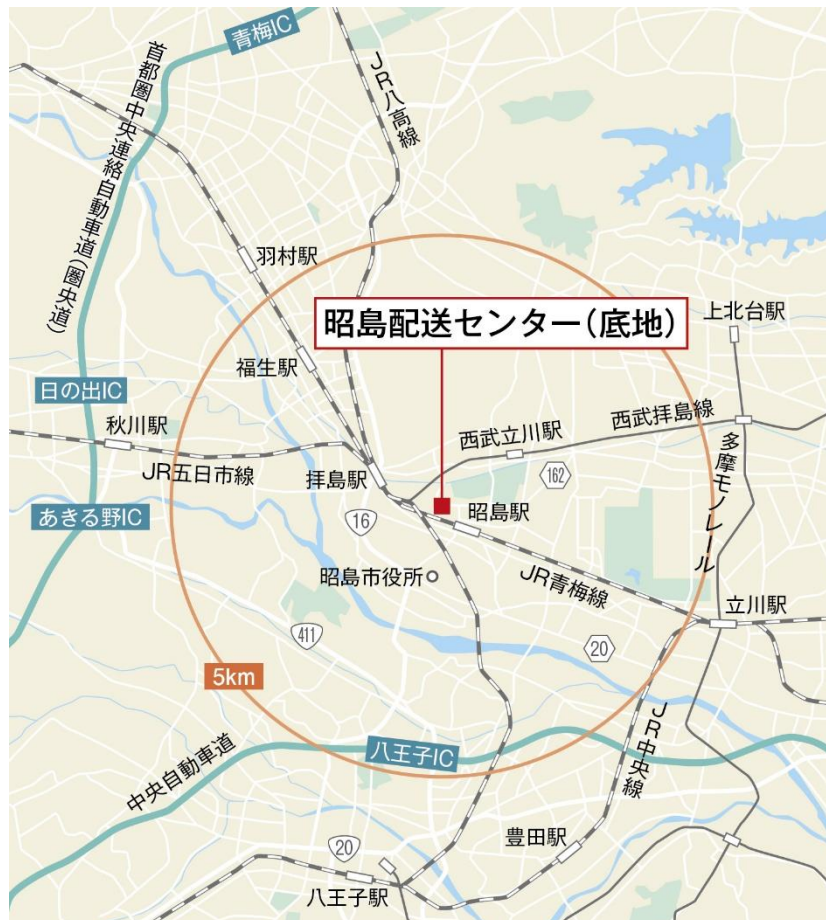 青梅IC
首都圏中央連絡自動車道(圏央道)
JR八高線
羽村駅
昭島配送センター(底地)
上北台駅
福生駅
日の出IC
秋川駅
西武立川駅
西武拝島線
JR五日市線
拝島駅
162
多摩モノレール
あきる野IC
16
昭島駅
昭島市役所
JR青梅線
立川駅
411
20
5km
JR中央線
八王子IC
中央自動車道
20
豊田駅
八王子駅